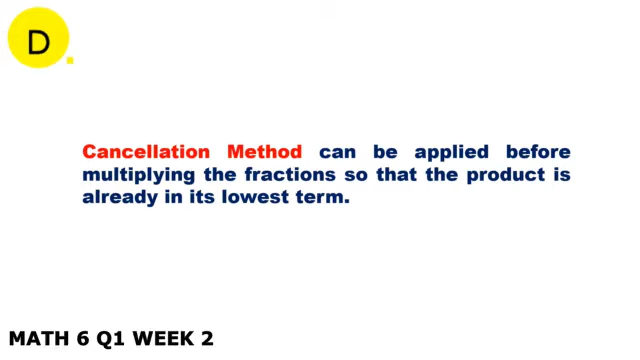 D
Cancellation Method can be applied before
multiplying the fractions so that the product is
already in its lowest term.
MATH 6 Q1 WEEK 2